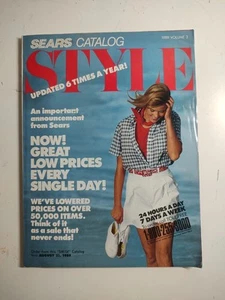 SEARS CATALOG
STYLE
UPDATED 6 TIMES A YEAR!
An important
announcement
from Sears
NOW!
GREAT
LOW PRICES
EVERY
SINGLE DAY!
WE'VE LOWERED
PRICES ON OVER
50,000 ITEMS.
Think of it
as a sale that
never ends!
24 HOURS A DAY
7 DAYS A WEEK